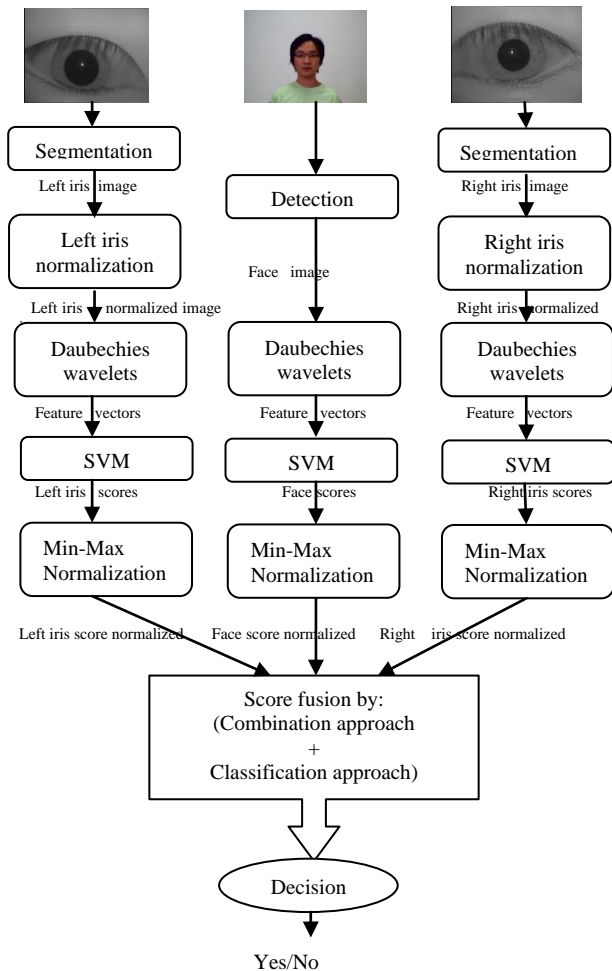 Segmentation
Segmentation
Left iris image
Right iris image
Detection
Left iris
normalization
Right iris
normalization
Face image
Left iris normalized image
Right iris normalized
Daubechies
wavelets
Daubechies
wavelets
Daubechies
wavelets
Feature vectors
Feature vectors
Feature vectors
SVM
SVM
SVM
Left iris scores
Face scores
Right iris scores
Min-Max
Normalization
Min-Max
Normalization
Min-Max
Normalization
Left iris score normalized
Face score normalized
Right iris score normalized
Score fusion by:
(Combination approach
+
Classification approach)
Decision
Yes/No